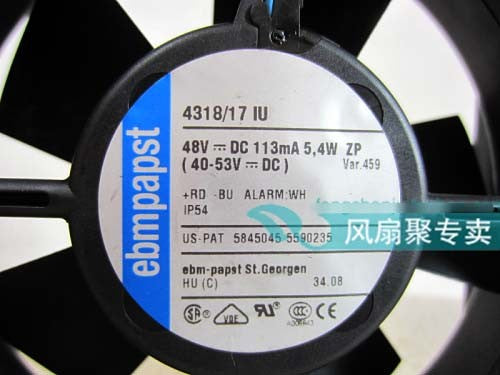 ebmpapst
4318/17 IU
48V ⎓ DC 113mA 5,4W ZP
(40-53V ⎓ DC) Var.459
+RD -BU ALARM:WH
IP54
风扇聚专卖
US-PAT 5845045 5590235
ebm-papst St.Georgen
HU (C) 34.08
VDE